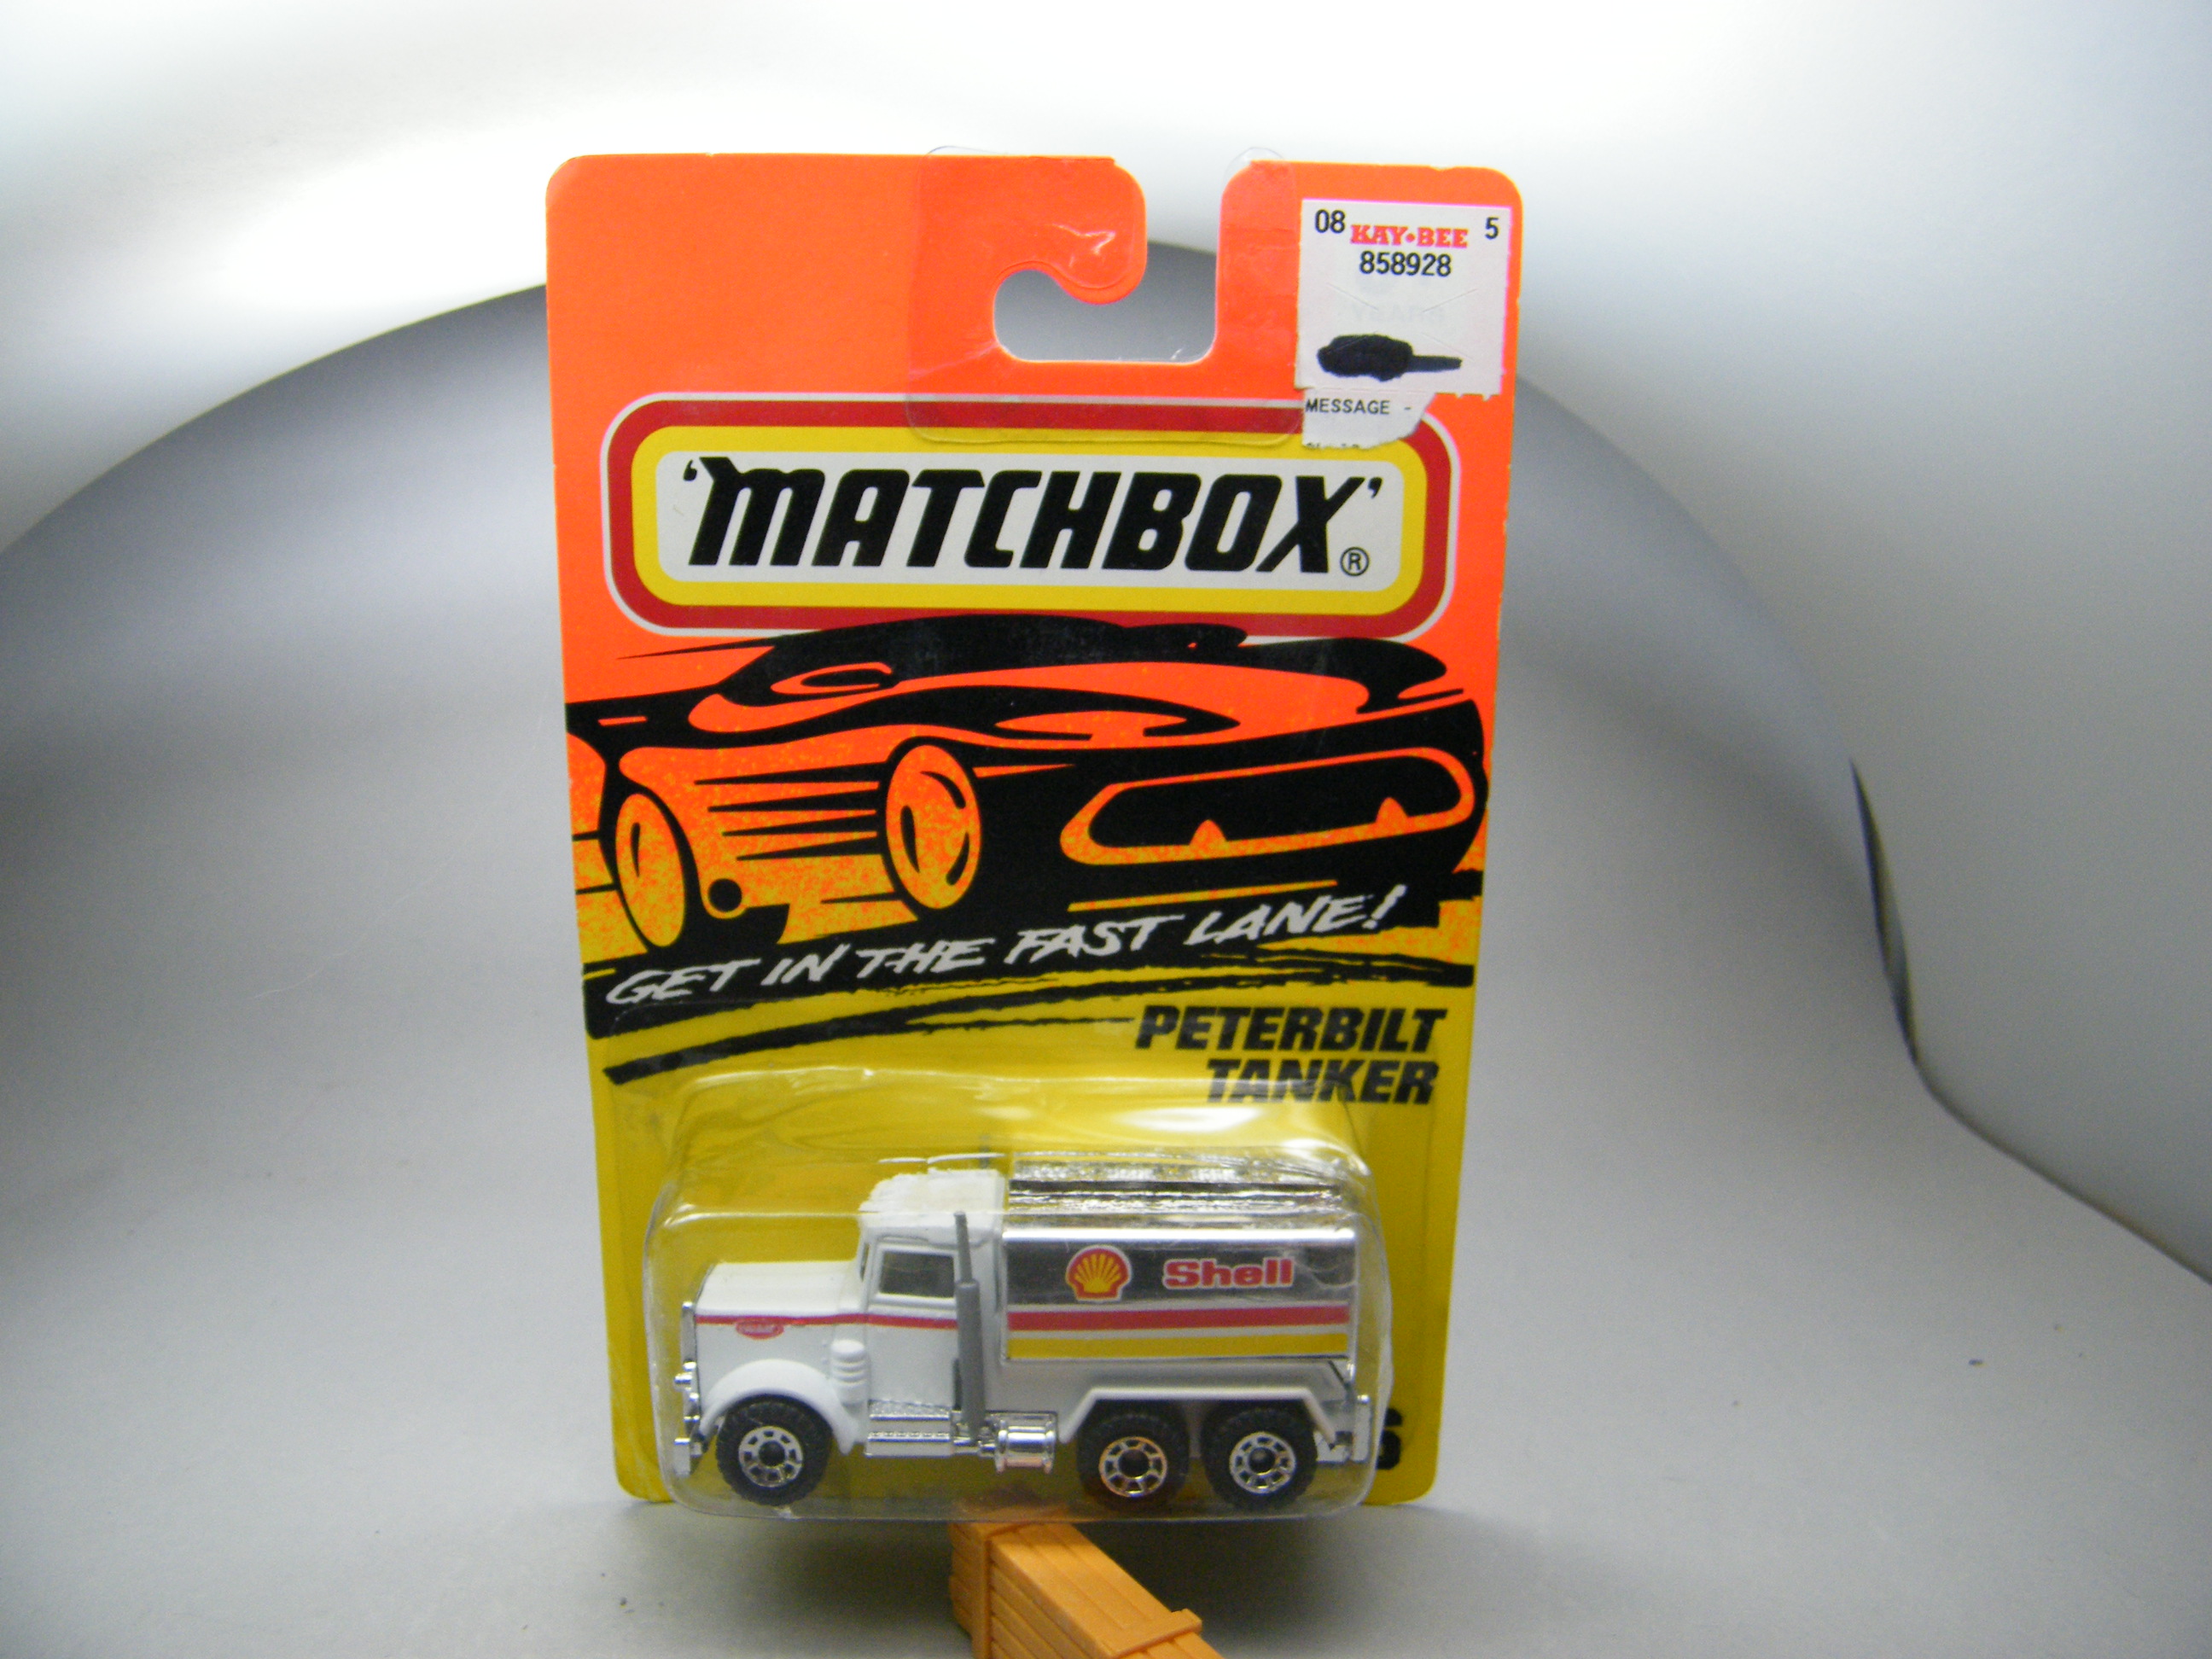 08 KAY•BEE 5
858928
MESSAGE -
'MATCHBOX'®
GET IN THE FAST LANE!
PETERBILT
TANKER
Shell